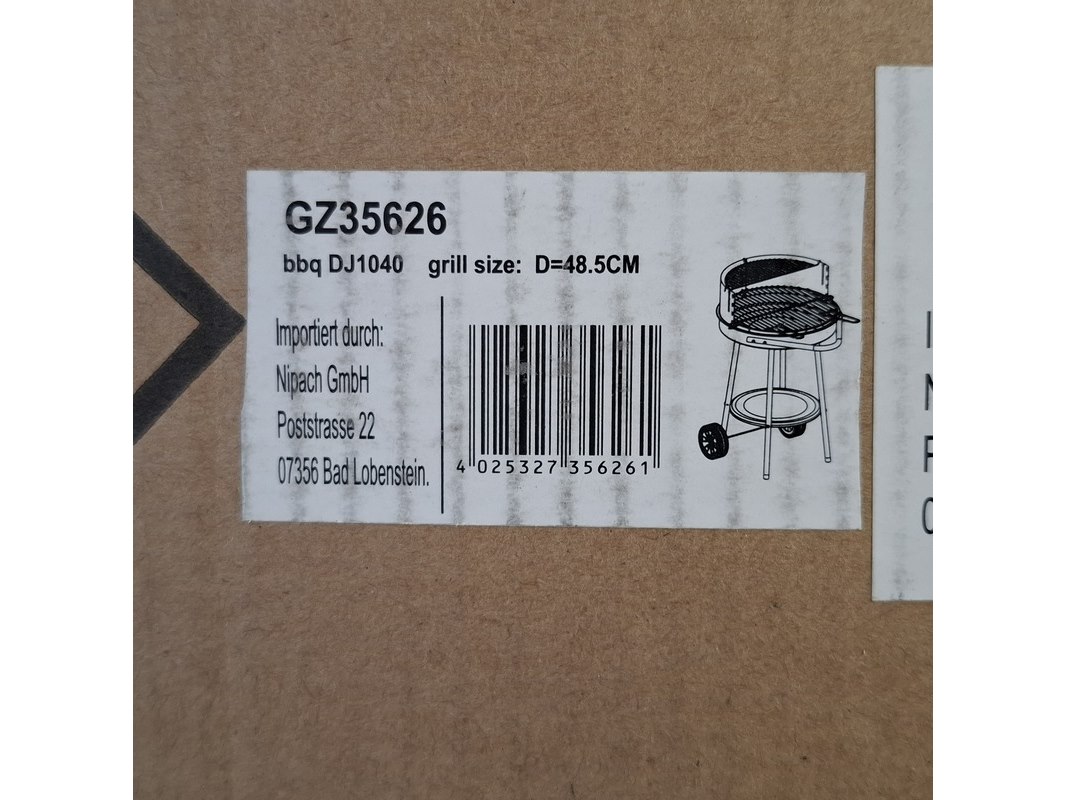 GZ35626
bbq DJ1040 grill size: D=48.5CM
Importiert durch:
Nipach GmbH
Poststrasse 22
07356 Bad Lobenstein.
4 025327 356261